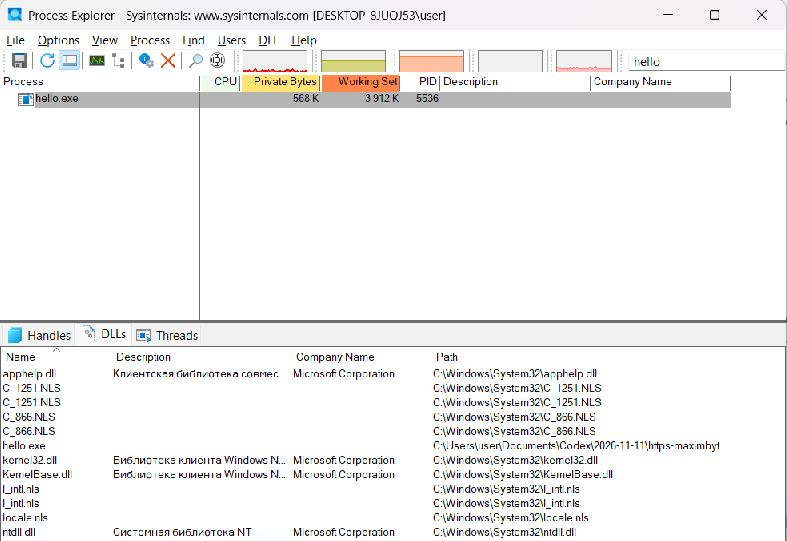 Process Explorer - Sysinternals: www.sysinternals.com [DESKTOP-8JUQJ53\user]
File Options View Process Find Users DLL Help
hello
Process CPU Private Bytes Working Set PID Description Company Name
hello.exe 568 K 3 912 K 5536
Handles DLLs Threads
Name Description Company Name Path
apphelp.dll Клиентская библиотека совмес Microsoft Corporation C:\Windows\System32\apphelp.dll
C_1251.NLS C:\Windows\System32\C_1251.NLS
C_1251.NLS C:\Windows\System32\C_1251.NLS
C_866.NLS C:\Windows\System32\C_866.NLS
C_866.NLS C:\Windows\System32\C_866.NLS
hello.exe C:\Users\user\Documents\Codex\2026-11-11\https-maximbyt
kernel32.dll Библиотека клиента Windows N... Microsoft Corporation C:\Windows\System32\kernel32.dll
KernelBase.dll Библиотека клиента Windows N... Microsoft Corporation C:\Windows\System32\KernelBase.dll
l_intl.nls C:\Windows\System32\l_intl.nls
l_intl.nls C:\Windows\System32\l_intl.nls
locale.nls C:\Windows\System32\locale.nls
ntdll.dll Системная библиотека NT Microsoft Corporation C:\Windows\System32\ntdll.dll